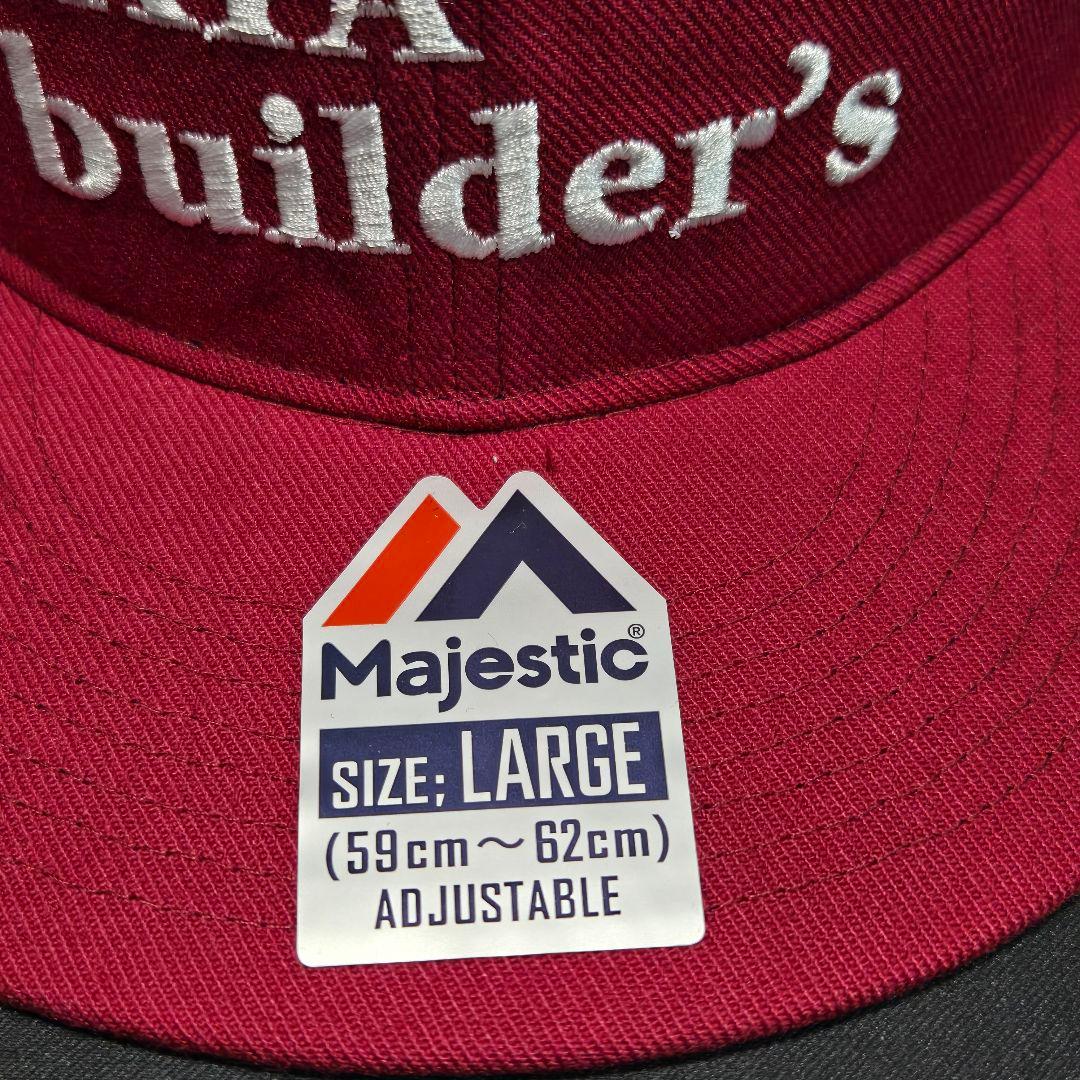 builder's
Majestic®
SIZE; LARGE
(59cm～62cm)
ADJUSTABLE